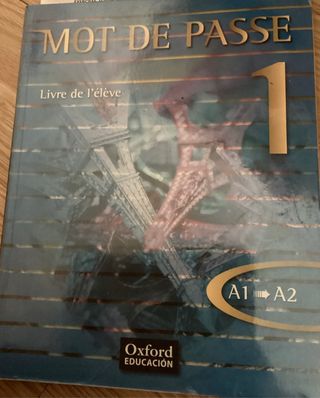 MOT DE PASSE
1
Livre de l'élève
A1 ➠ A2
Oxford
EDUCACIÓN